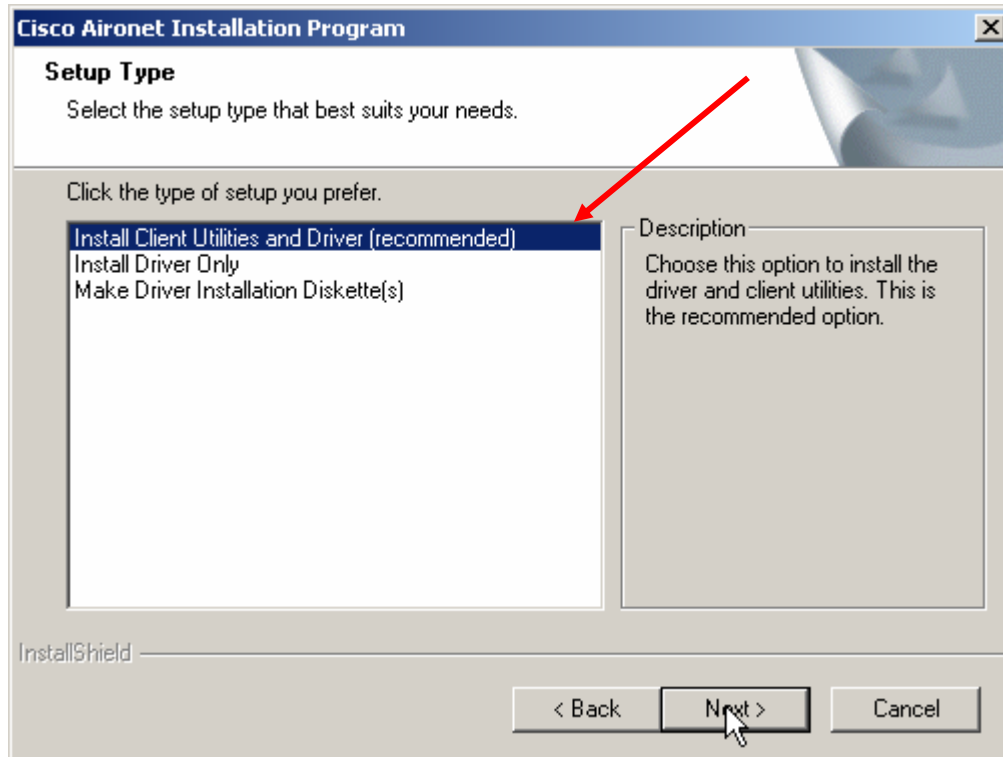 Cisco Aironet Installation Program
Setup Type
Select the setup type that best suits your needs.
Click the type of setup you prefer.
Install Client Utilities and Driver (recommended)
Install Driver Only
Make Driver Installation Diskette(s)
Description
Choose this option to install the
driver and client utilities. This is
the recommended option.
InstallShield
< Back
Next >
Cancel